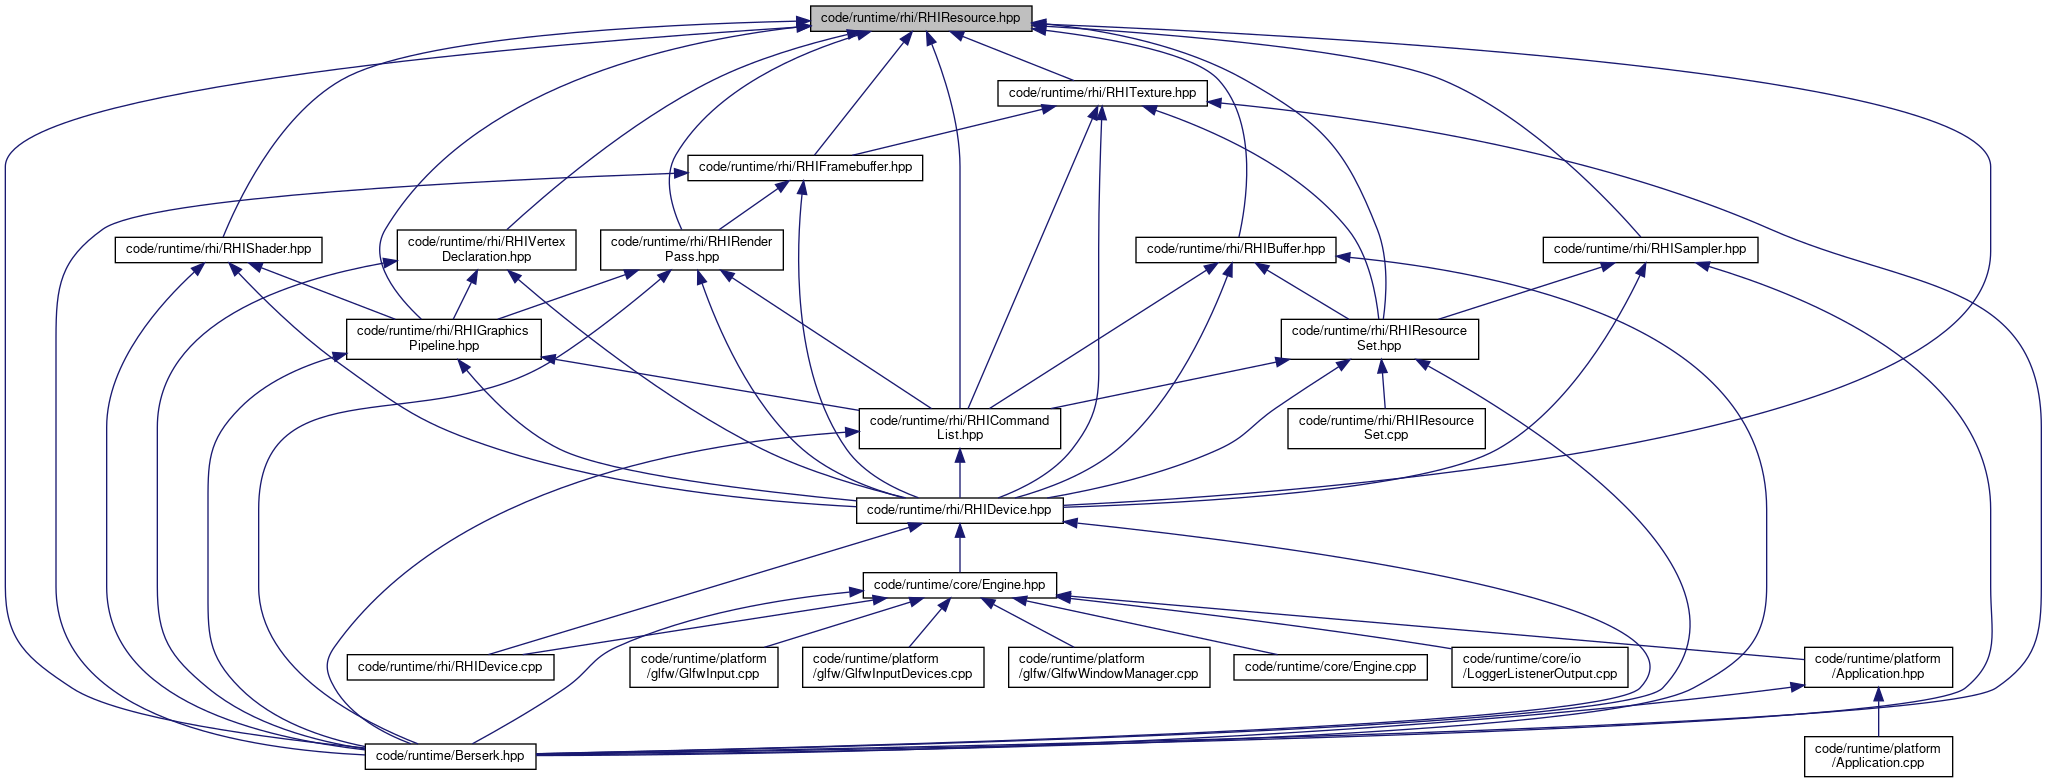 code/runtime/rhi/RHIResource.hpp
code/runtime/rhi/RHITexture.hpp
code/runtime/rhi/RHIFramebuffer.hpp
code/runtime/rhi/RHIShader.hpp
code/runtime/rhi/RHIVertex
Declaration.hpp
code/runtime/rhi/RHIRender
Pass.hpp
code/runtime/rhi/RHIBuffer.hpp
code/runtime/rhi/RHISampler.hpp
code/runtime/rhi/RHIGraphics
Pipeline.hpp
code/runtime/rhi/RHIResource
Set.hpp
code/runtime/rhi/RHICommand
List.hpp
code/runtime/rhi/RHIResource
Set.cpp
code/runtime/rhi/RHIDevice.hpp
code/runtime/core/Engine.hpp
code/runtime/rhi/RHIDevice.cpp
code/runtime/platform
/glfw/GlfwInput.cpp
code/runtime/platform
/glfw/GlfwInputDevices.cpp
code/runtime/platform
/glfw/GlfwWindowManager.cpp
code/runtime/core/Engine.cpp
code/runtime/core/io
/LoggerListenerOutput.cpp
code/runtime/platform
/Application.hpp
code/runtime/Berserk.hpp
code/runtime/platform
/Application.cpp